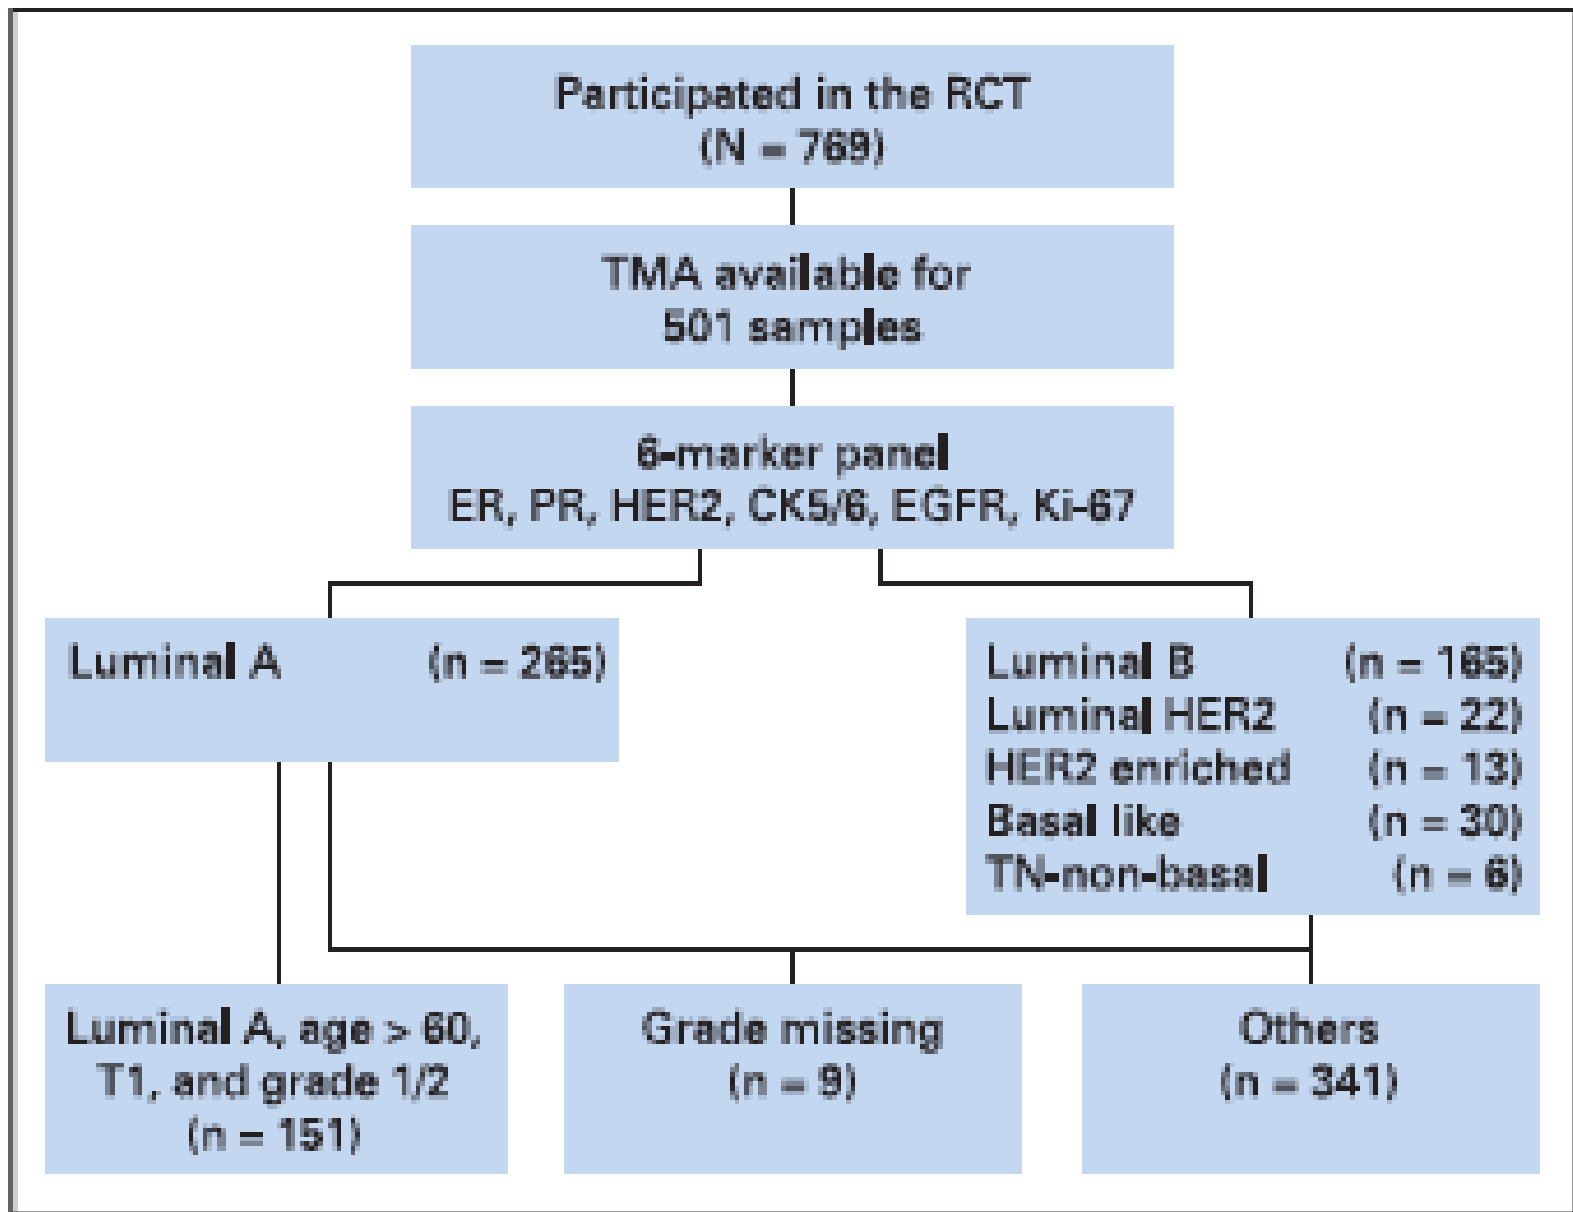 Participated in the RCT
(N = 769)
TMA available for
501 samples
6-marker panel
ER, PR, HER2, CK5/6, EGFR, Ki-67
Luminal A (n = 265)
Luminal B (n = 165)
Luminal HER2 (n = 22)
HER2 enriched (n = 13)
Basal like (n = 30)
TN-non-basal (n = 6)
Luminal A, age > 60,
T1, and grade 1/2
(n = 151)
Grade missing
(n = 9)
Others
(n = 341)